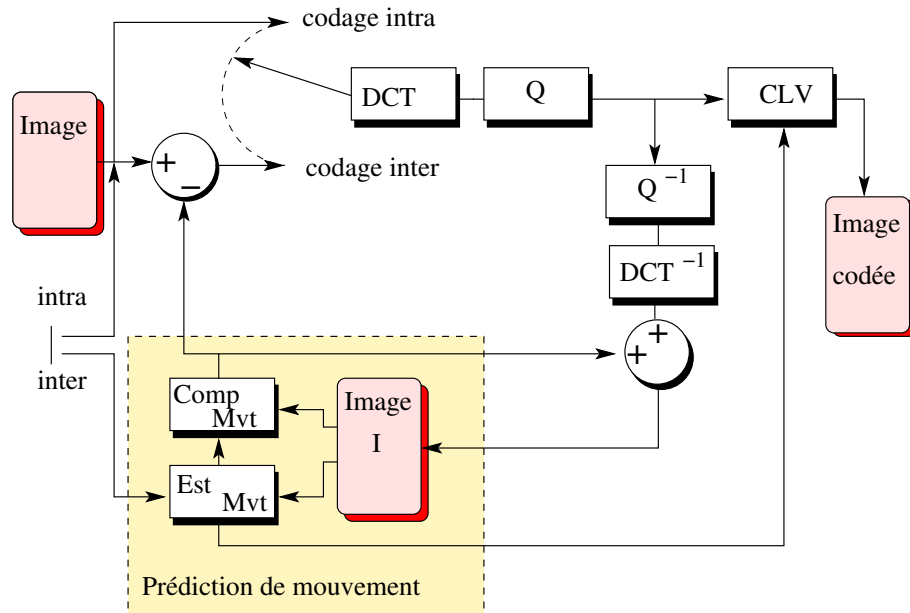 codage intra
DCT
Q
CLV
Image
+
−
codage inter
Q −1
Image
codée
DCT −1
intra
inter
+
+
Comp
Mvt
Image
I
Est
Mvt
Prédiction de mouvement